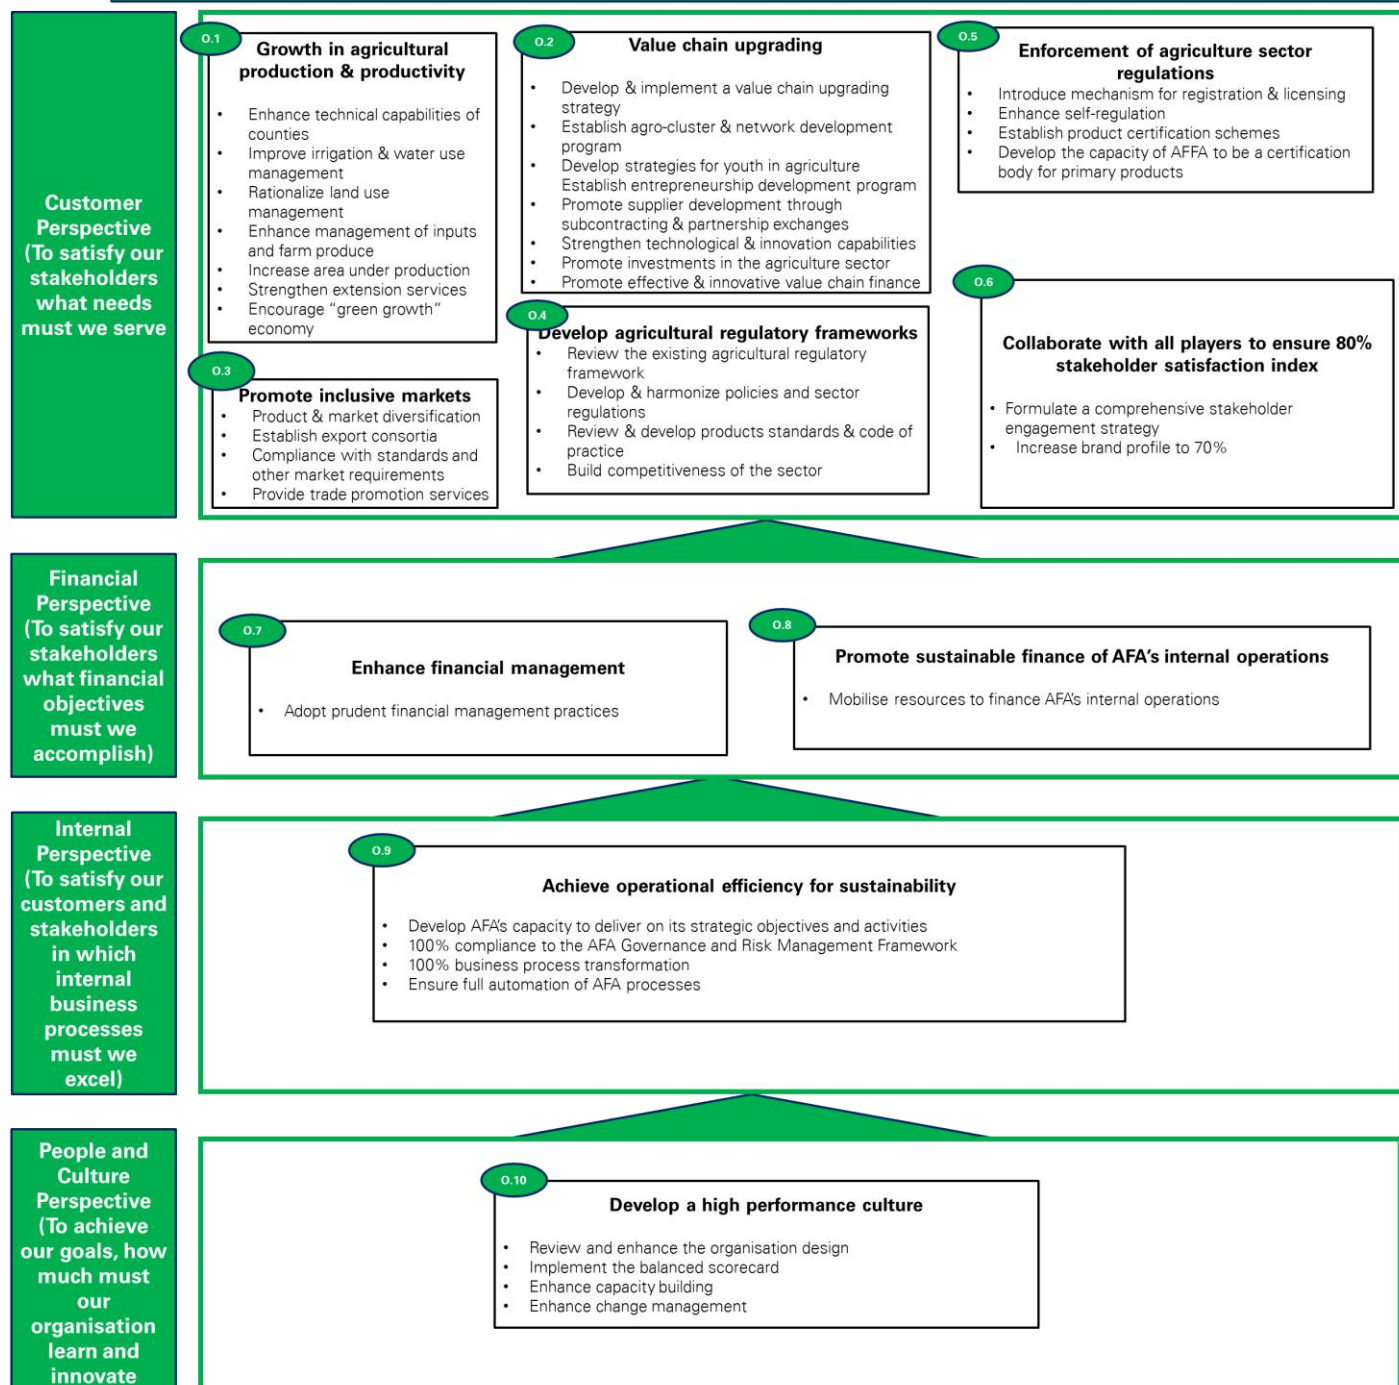 Customer
Perspective
(To satisfy our
stakeholders
what needs
must we serve
O.1
Growth in agricultural
production & productivity
• Enhance technical capabilities of
counties
• Improve irrigation & water use
management
• Rationalize land use
management
• Enhance management of inputs
and farm produce
• Increase area under production
• Strengthen extension services
• Encourage “green growth”
economy
O.2
Value chain upgrading
• Develop & implement a value chain upgrading
strategy
• Establish agro-cluster & network development
program
• Develop strategies for youth in agriculture
Establish entrepreneurship development program
• Promote supplier development through
subcontracting & partnership exchanges
• Strengthen technological & innovation capabilities
• Promote investments in the agriculture sector
• Promote effective & innovative value chain finance
O.5
Enforcement of agriculture sector
regulations
• Introduce mechanism for registration & licensing
• Enhance self-regulation
• Establish product certification schemes
• Develop the capacity of AFFA to be a certification
body for primary products
O.3
Promote inclusive markets
• Product & market diversification
• Establish export consortia
• Compliance with standards and
other market requirements
• Provide trade promotion services
O.4
Develop agricultural regulatory frameworks
• Review the existing agricultural regulatory
framework
• Develop & harmonize policies and sector
regulations
• Review & develop products standards & code of
practice
• Build competitiveness of the sector
O.6
Collaborate with all players to ensure 80%
stakeholder satisfaction index
• Formulate a comprehensive stakeholder
engagement strategy
• Increase brand profile to 70%
Financial
Perspective
(To satisfy our
stakeholders
what financial
objectives
must we
accomplish)
O.7
Enhance financial management
• Adopt prudent financial management practices
O.8
Promote sustainable finance of AFA’s internal operations
• Mobilise resources to finance AFA’s internal operations
Internal
Perspective
(To satisfy our
customers and
stakeholders
in which
internal
business
processes
must we
excel)
O.9
Achieve operational efficiency for sustainability
• Develop AFA’s capacity to deliver on its strategic objectives and activities
• 100% compliance to the AFA Governance and Risk Management Framework
• 100% business process transformation
• Ensure full automation of AFA processes
People and
Culture
Perspective
(To achieve
our goals, how
much must
our
organisation
learn and
innovate
O.10
Develop a high performance culture
• Review and enhance the organisation design
• Implement the balanced scorecard
• Enhance capacity building
• Enhance change management